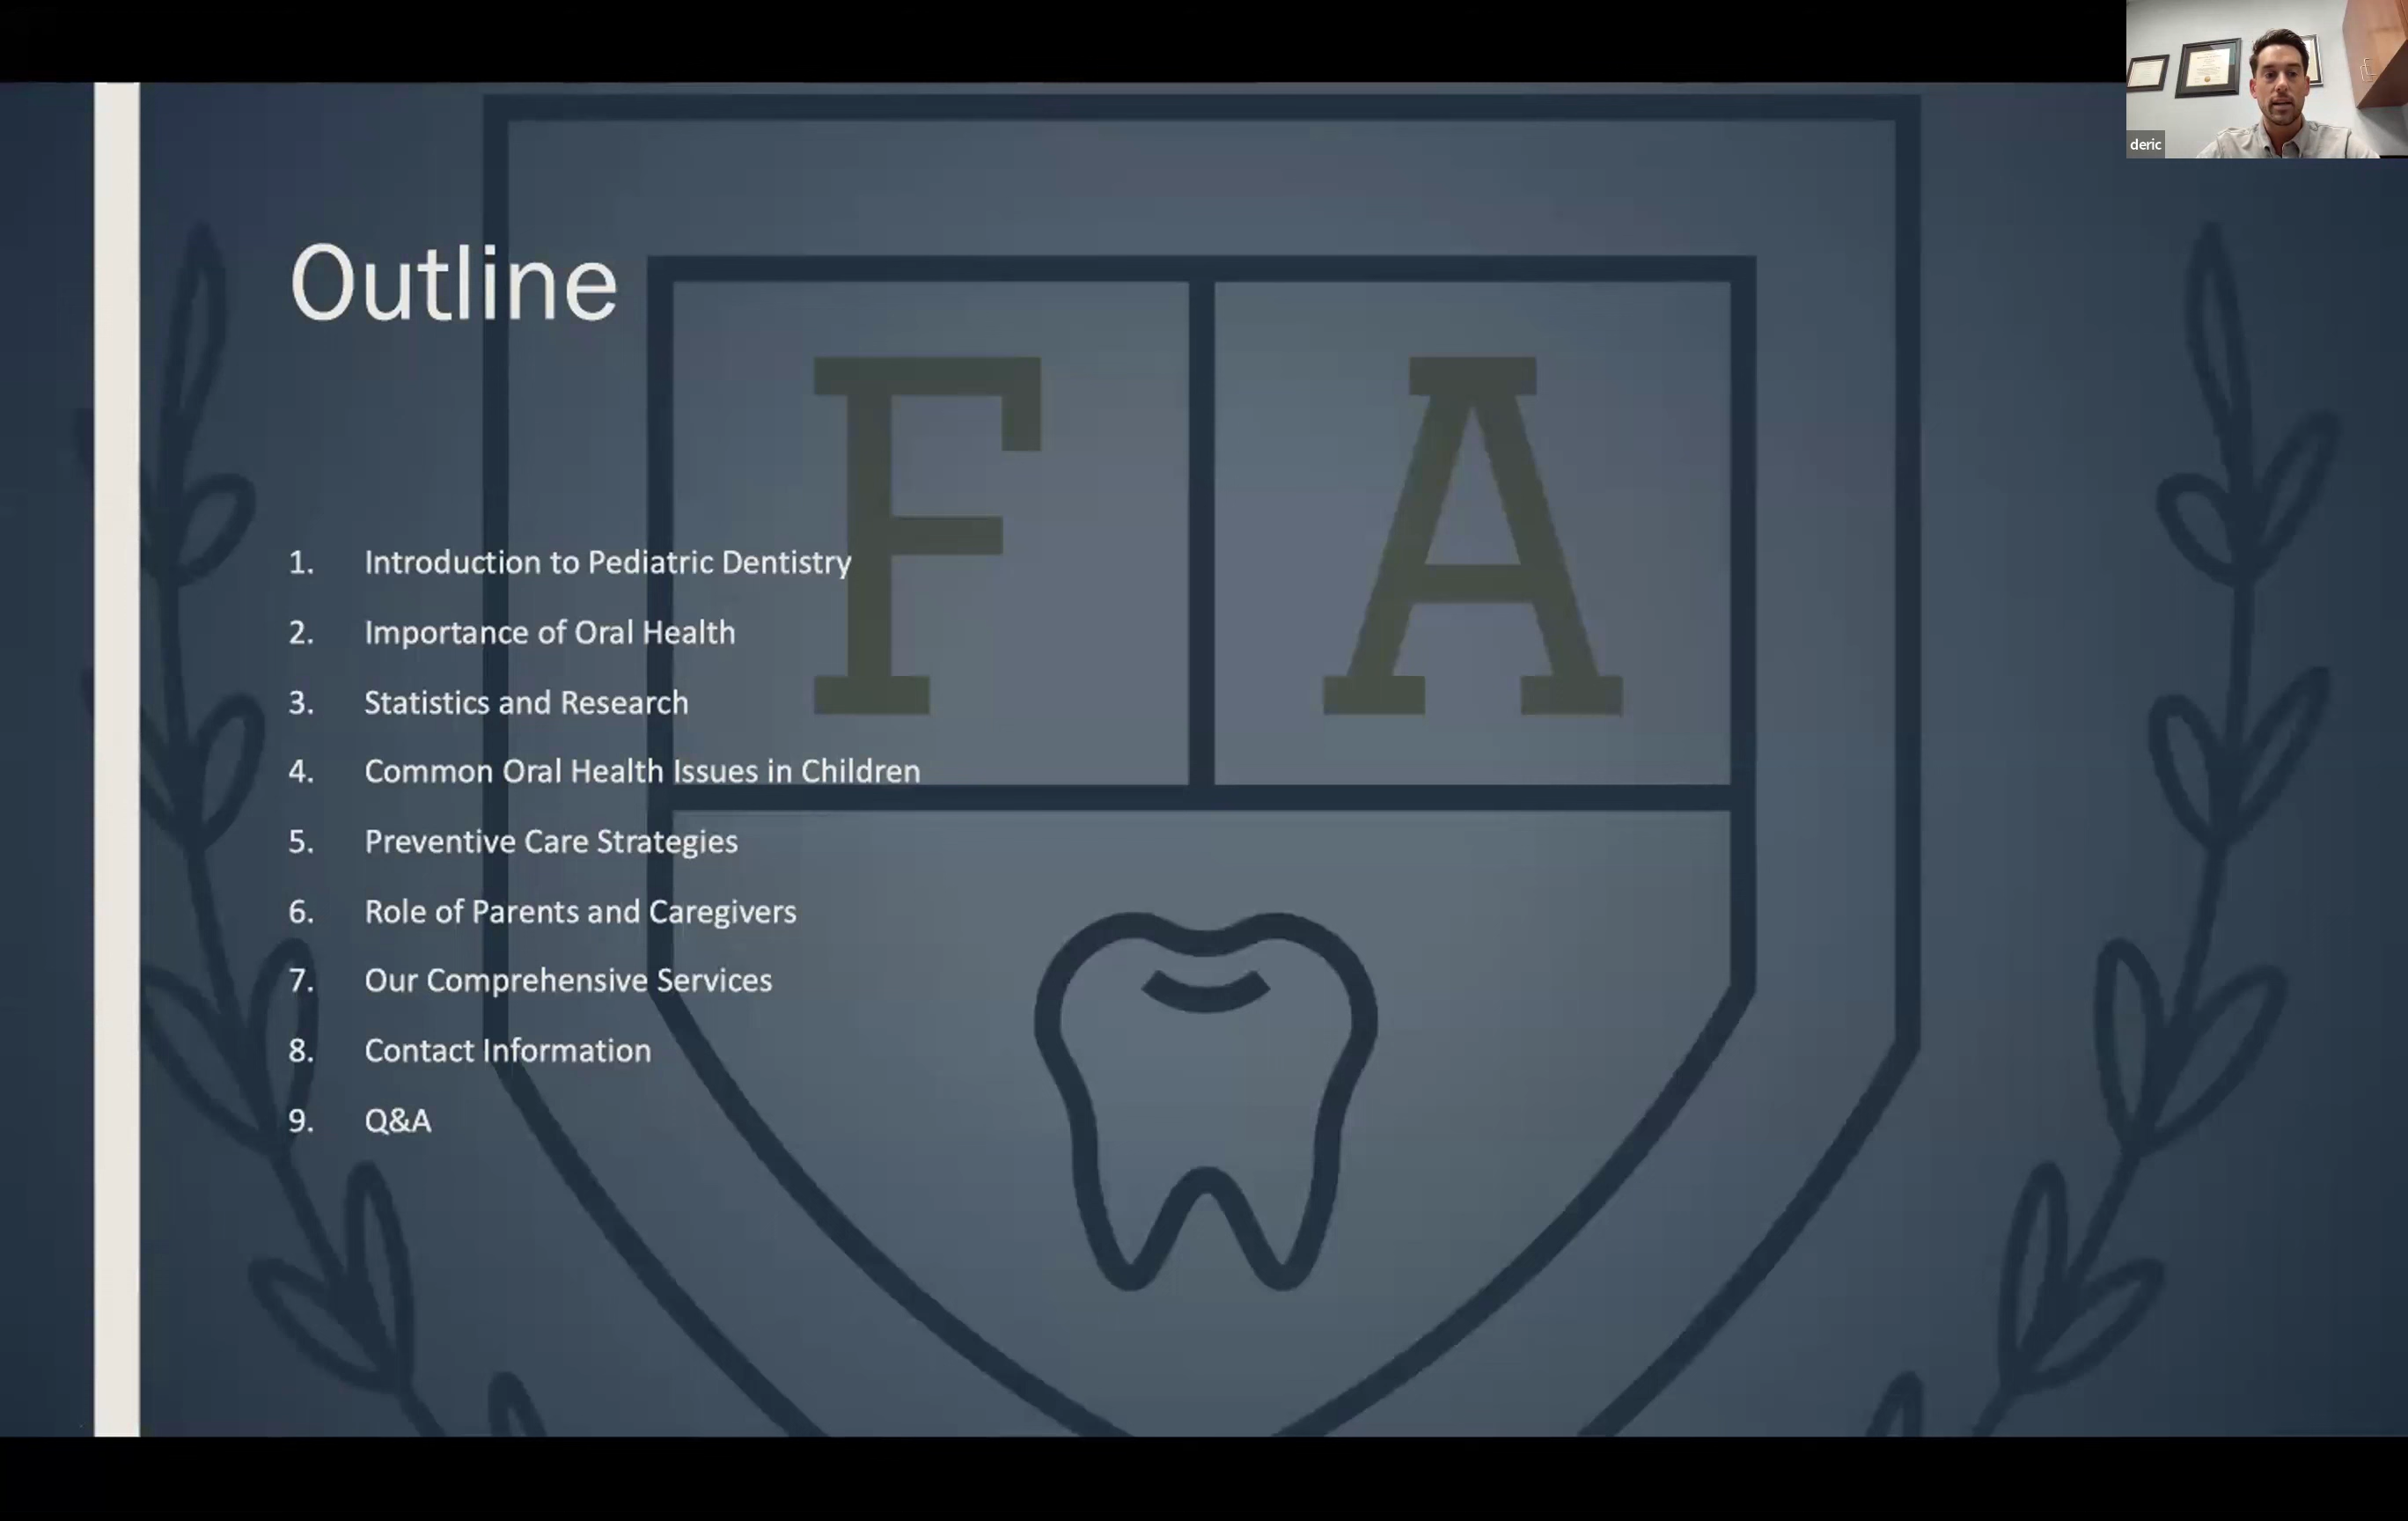 deric
Outline
F A
1. Introduction to Pediatric Dentistry
2. Importance of Oral Health
3. Statistics and Research
4. Common Oral Health Issues in Children
5. Preventive Care Strategies
6. Role of Parents and Caregivers
7. Our Comprehensive Services
8. Contact Information
9. Q&A